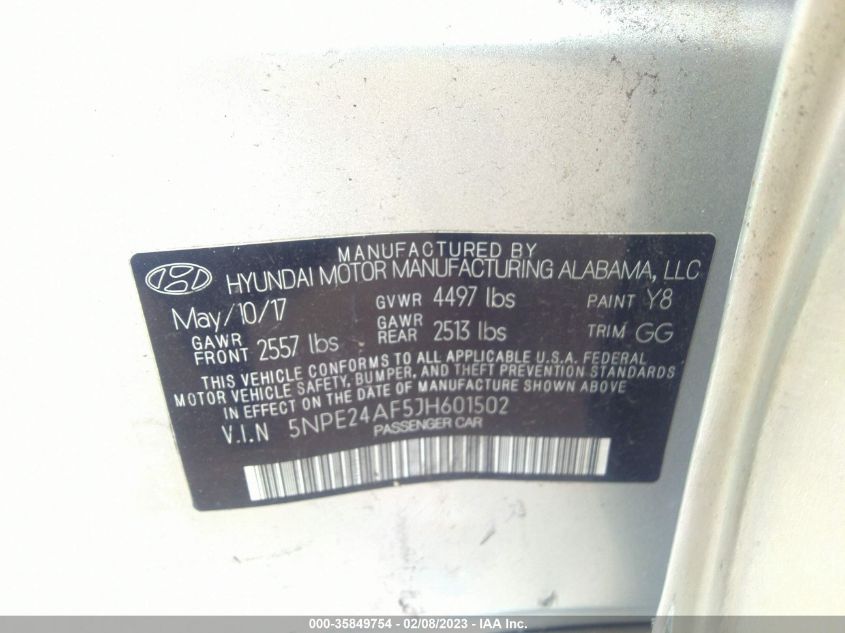 MANUFACTURED BY
HYUNDAI MOTOR MANUFACTURING ALABAMA, LLC
May/10/17 GVWR 4497 lbs PAINT Y8
GAWR FRONT 2557 lbs GAWR REAR 2513 lbs TRIM GG
THIS VEHICLE CONFORMS TO ALL APPLICABLE U.S.A. FEDERAL
MOTOR VEHICLE SAFETY, BUMPER, AND THEFT PREVENTION STANDARDS
IN EFFECT ON THE DATE OF MANUFACTURE SHOWN ABOVE
V.I.N 5NPE24AF5JH601502
PASSENGER CAR
000-35849754 - 02/08/2023 - IAA Inc.